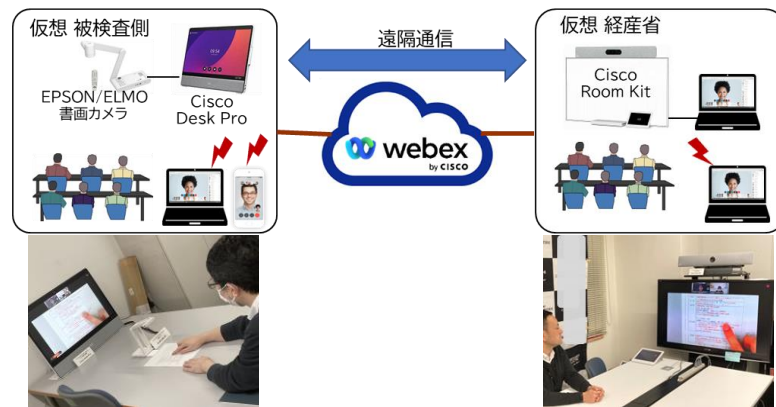 仮想 被検査側
EPSON/ELMO
書画カメラ
Cisco
Desk Pro
遠隔通信
webex
by CISCO
仮想 経産省
Cisco
Room Kit